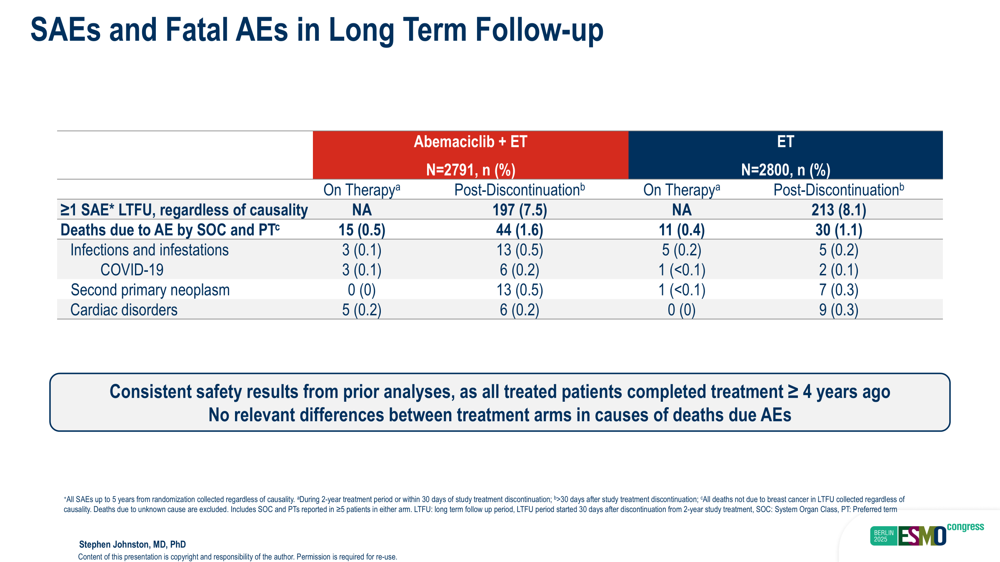 SAEs and Fatal AEs in Long Term Follow-up
Abemaciclib + ET
N=2791, n (%)
ET
N=2800, n (%)
On Therapyᵃ Post-Discontinuationᵇ On Therapyᵃ Post-Discontinuationᵇ
≥1 SAE* LTFU, regardless of causality NA 197 (7.5) NA 213 (8.1)
Deaths due to AE by SOC and PTᶜ 15 (0.5) 44 (1.6) 11 (0.4) 30 (1.1)
Infections and infestations 3 (0.1) 13 (0.5) 5 (0.2) 5 (0.2)
COVID-19 3 (0.1) 6 (0.2) 1 (<0.1) 2 (0.1)
Second primary neoplasm 0 (0) 13 (0.5) 1 (<0.1) 7 (0.3)
Cardiac disorders 5 (0.2) 6 (0.2) 0 (0) 9 (0.3)
Consistent safety results from prior analyses, as all treated patients completed treatment ≥ 4 years ago
No relevant differences between treatment arms in causes of deaths due AEs
⁺All SAEs up to 5 years from randomization collected regardless of causality. ᵃDuring 2-year treatment period or within 30 days of study treatment discontinuation; ᵇ>30 days after study treatment discontinuation; ᶜAll deaths not due to breast cancer in LTFU collected regardless of
causality. Deaths due to unknown cause are excluded. Includes SOC and PTs reported in ≥5 patients in either arm. LTFU: long term follow up period, LTFU period started 30 days after discontinuation from 2-year study treatment, SOC: System Organ Class, PT: Preferred term
Stephen Johnston, MD, PhD
Content of this presentation is copyright and responsibility of the author. Permission is required for re-use.
BERLIN
2025
ESMO congress